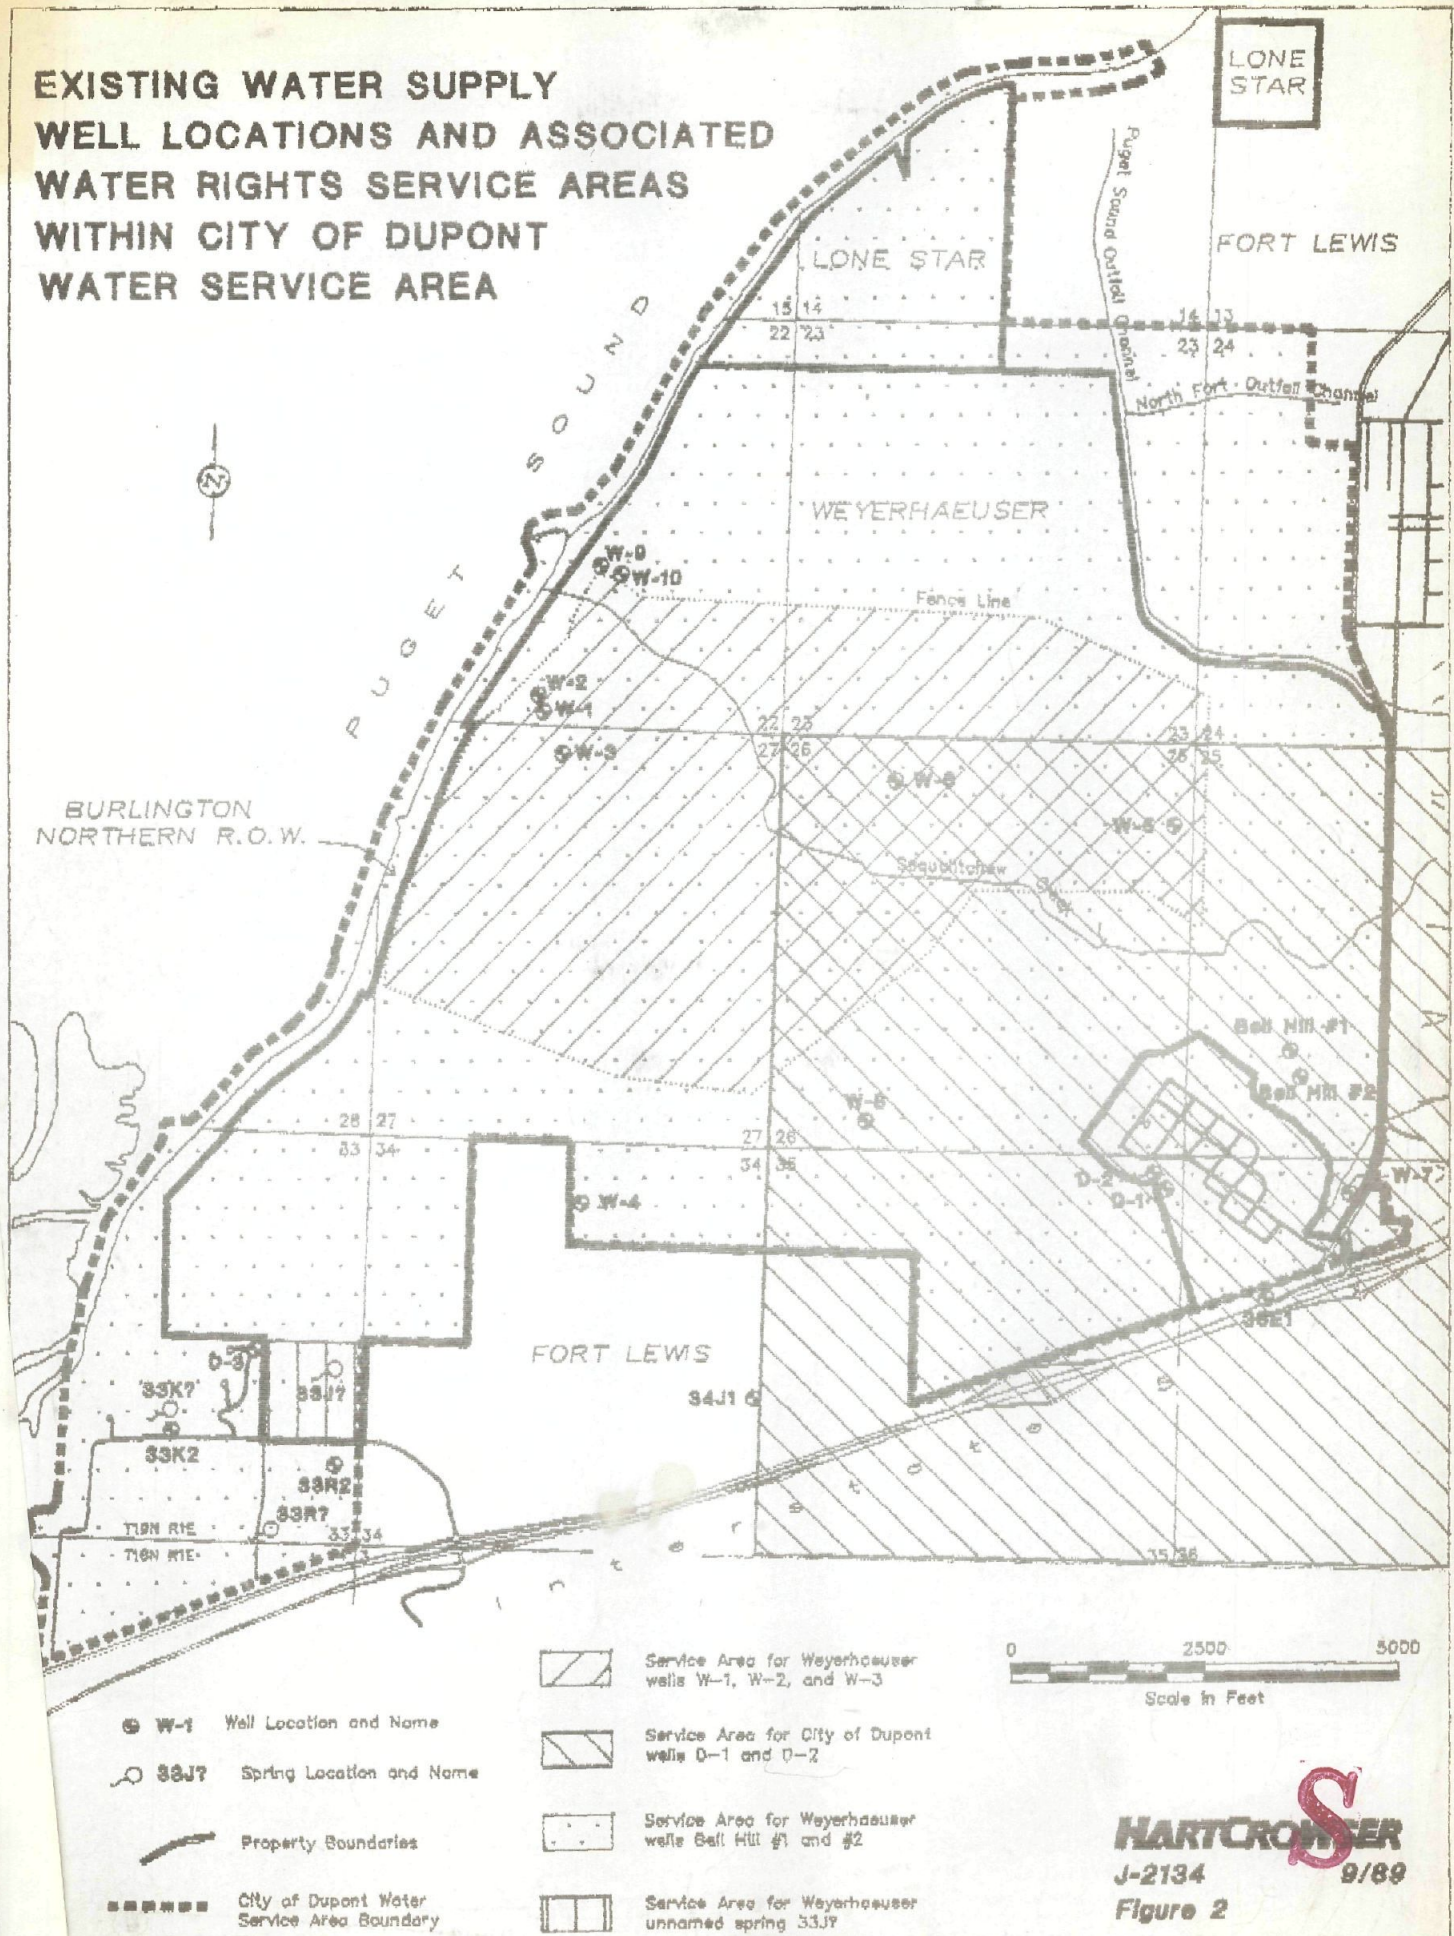 EXISTING WATER SUPPLY
WELL LOCATIONS AND ASSOCIATED
WATER RIGHTS SERVICE AREAS
WITHIN CITY OF DUPONT
WATER SERVICE AREA
LONE
STAR
FORT LEWIS
Puget Sound Outfall Channel
LONE STAR
15 14
22 23
14 13
23 24
North Fort Outfall Channel
PUGET SOUND
WEYERHAEUSER
W-9
W-10
Fence Line
W-2
W-1
W-3
22 23
27 26
23 24
26 25
W-5
BURLINGTON
NORTHERN R.O.W.
Sequalitchew
Creek
Bell Hill #1
Bell Hill #2
28 27
33 34
27 26
34 35
W-4
D-2
D-1
W-7
36E1
FORT LEWIS
D-3
33K?
33J?
33K2
33R2
33R?
34J1
T19N R1E
T18N R1E
33 34
35 36
Interstate
Service Area for Weyerhaeuser
wells W-1, W-2, and W-3
0 2500 5000
Scale in Feet
W-1 Well Location and Name
Service Area for City of Dupont
wells D-1 and D-2
33J? Spring Location and Name
Service Area for Weyerhaeuser
wells Bell Hill #1 and #2
Property Boundaries
City of Dupont Water
Service Area Boundary
Service Area for Weyerhaeuser
unnamed spring 33J?
HARTCROWSER
S
J-2134 9/89
Figure 2